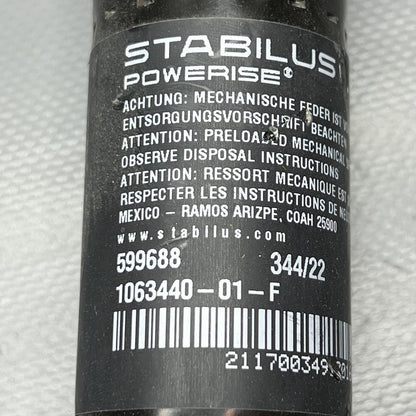 STABILUS
POWERISE®
ACHTUNG: MECHANISCHE FEDER IST
ENTSORGUNGSVORSCHRIFT BEACHTEN
ATTENTION: PRELOADED MECHANICAL
OBSERVE DISPOSAL INSTRUCTIONS
ATTENTION: RESSORT MECANIQUE EST
RESPECTER LES INSTRUCTIONS DE
MEXICO – RAMOS ARIZPE, COAH 25900
www.stabilus.com
599688 344/22
1063440-01-F